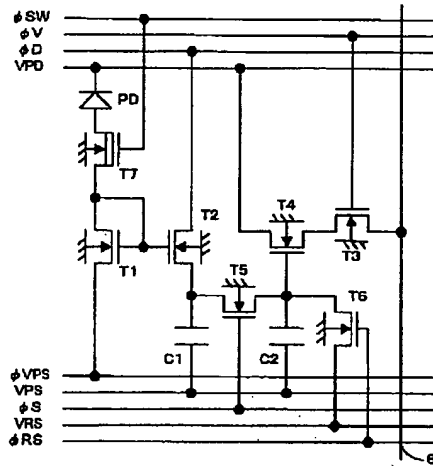 φSW
φV
φD
VPD
PD
T7
T2
T4
T1
T3
T5
T6
C1
C2
φVPS
VPS
φS
VRS
φRS
6